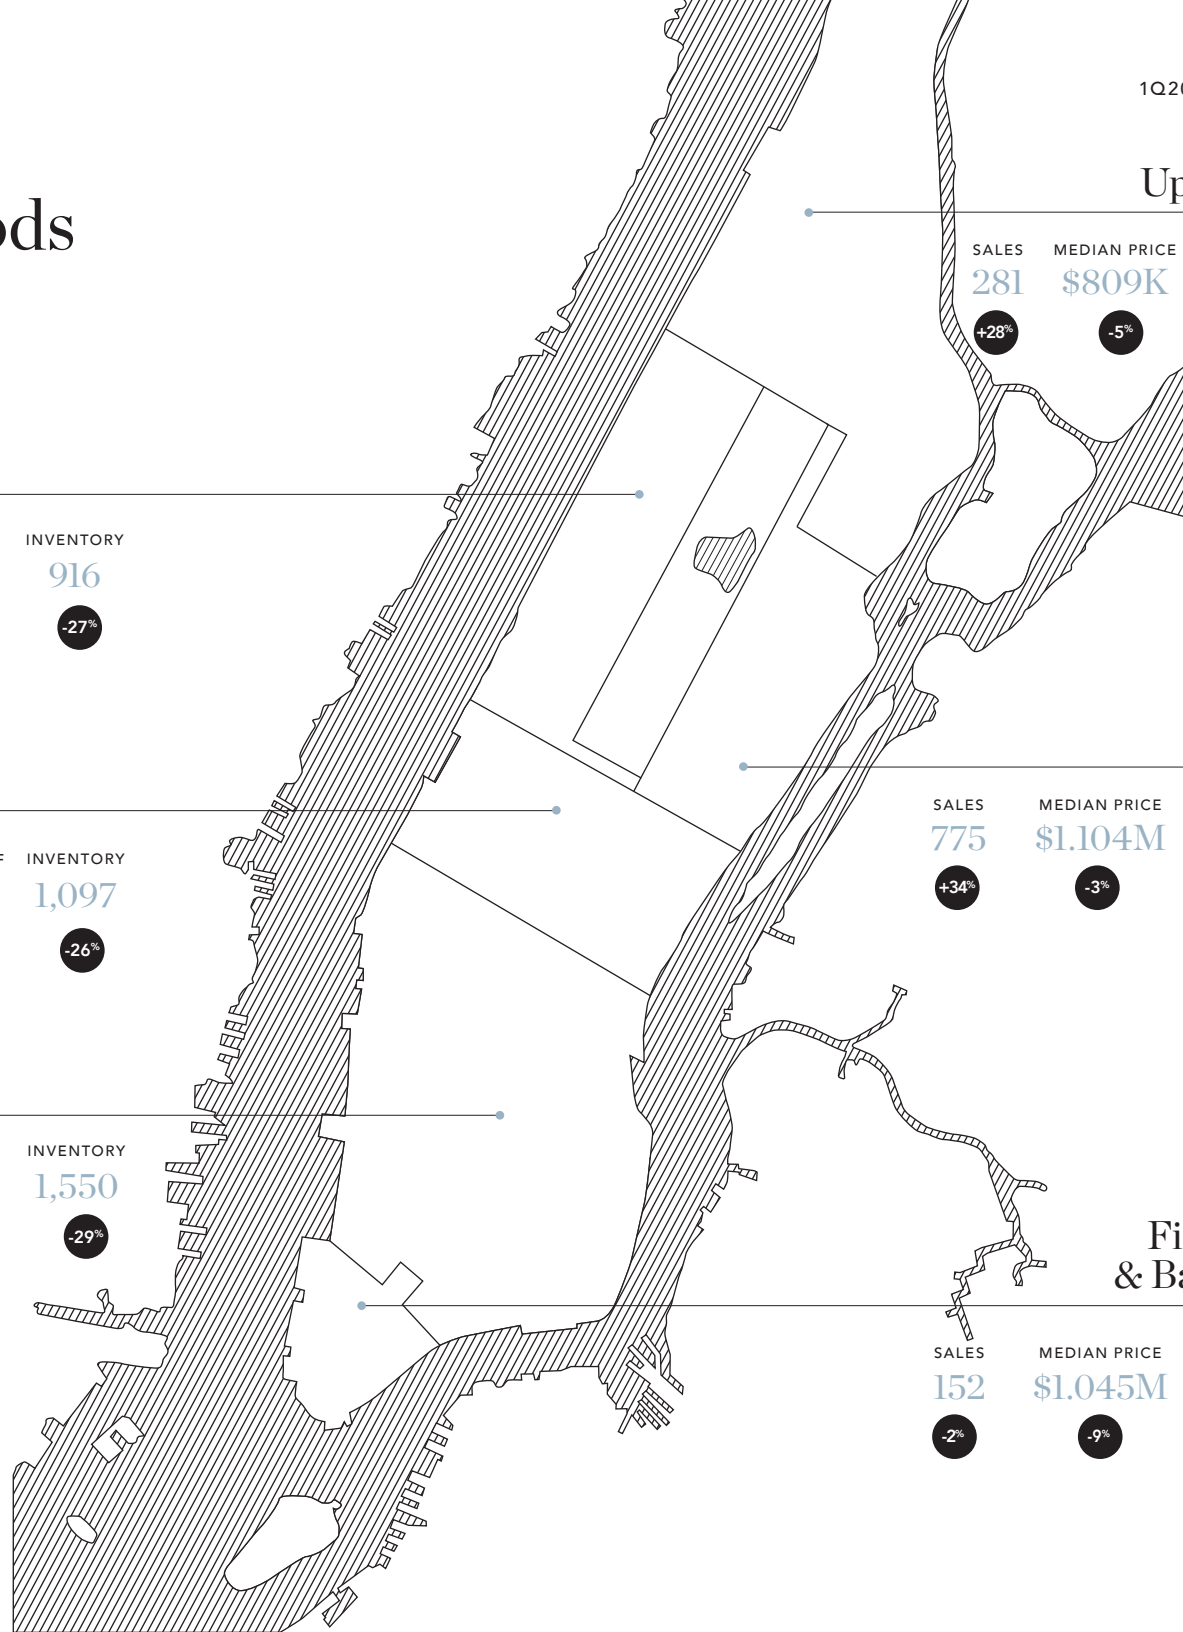 1Q20
Up
ods
SALES MEDIAN PRICE
281 $809K
+28% -5%
INVENTORY
916
-27%
SALES MEDIAN PRICE
775 $1.104M
+34% -3%
F INVENTORY
1,097
-26%
INVENTORY
1,550
-29%
Fi
& Ba
SALES MEDIAN PRICE
152 $1.045M
-2% -9%